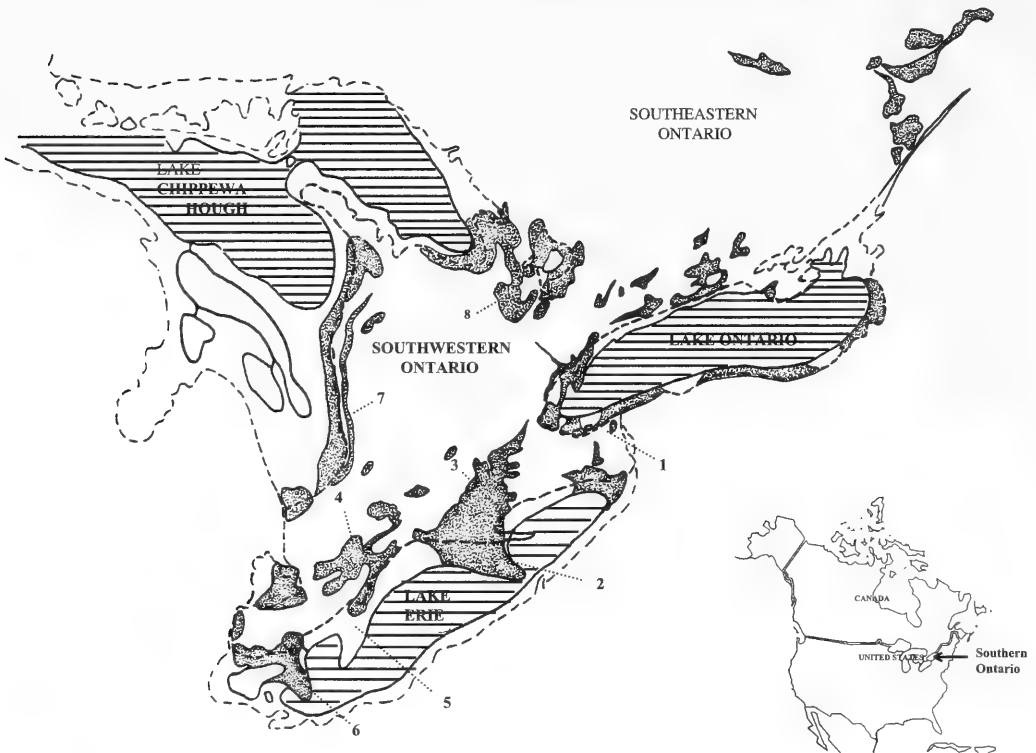 SOUTHEASTERN
ONTARIO
LAKE
CHIPPEWA
HOUGH
8
SOUTHWESTERN
ONTARIO
LAKE ONTARIO
7
1
3
4
2
LAKE
ERIE
5
6
CANADA
UNITED STATES
Southern
Ontario